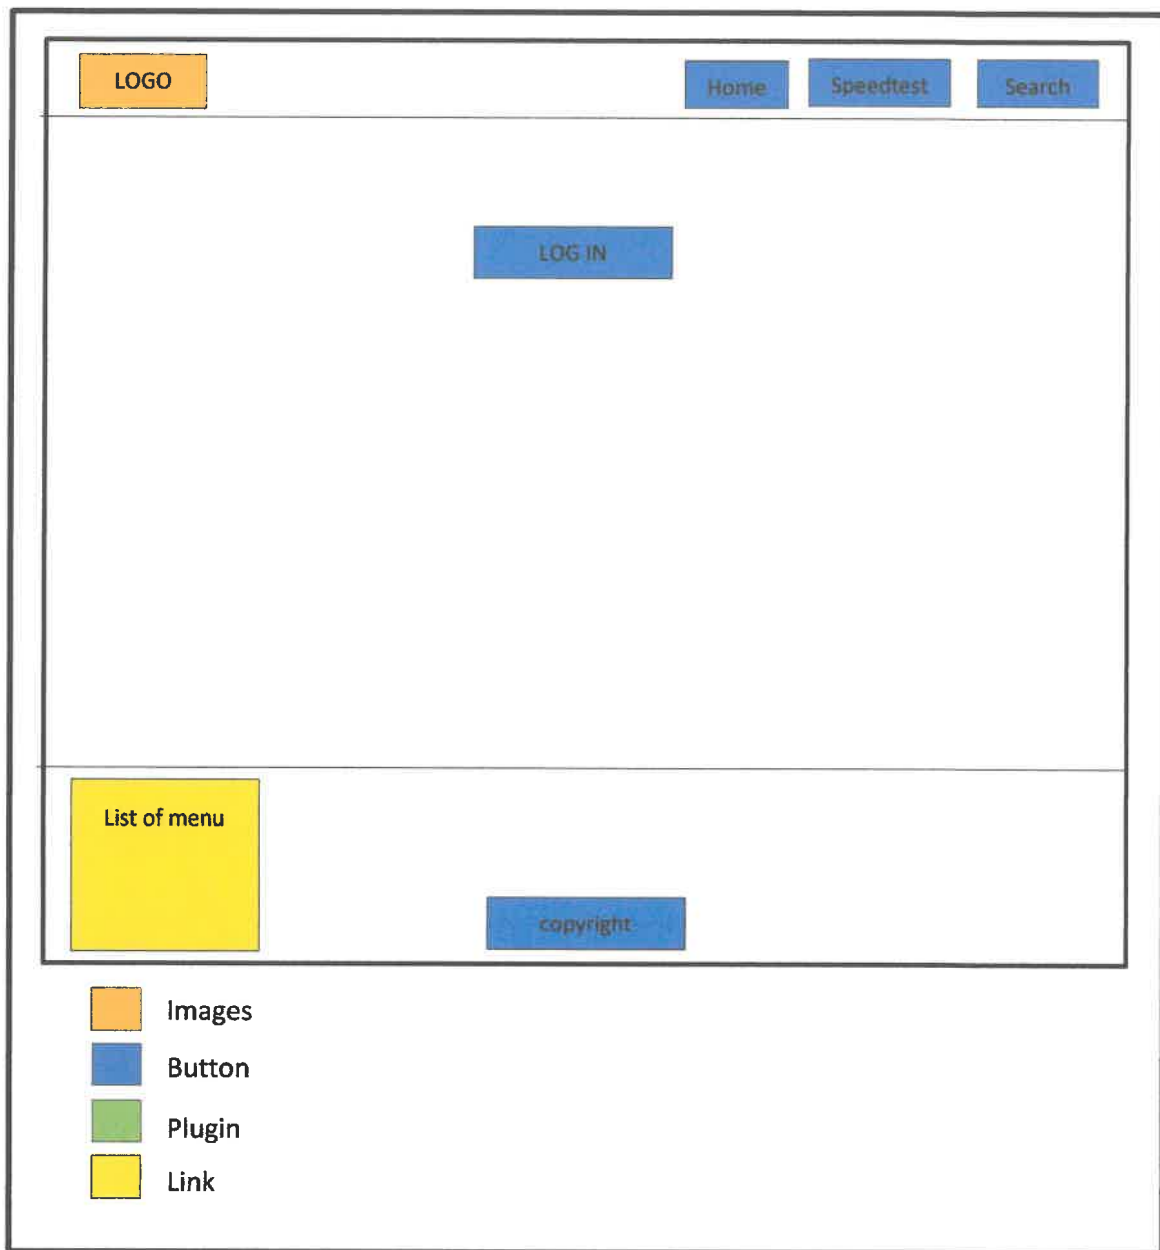 LOGO
Home
Speedtest
Search
LOG IN
List of menu
copyright
Images
Button
Plugin
Link